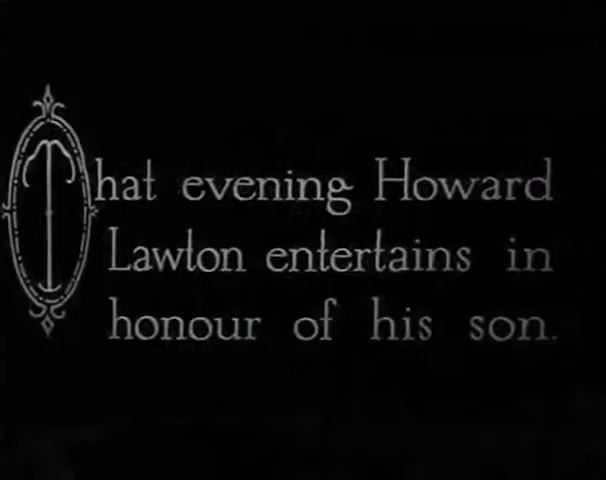 That evening Howard
Lawton entertains in
honour of his son.